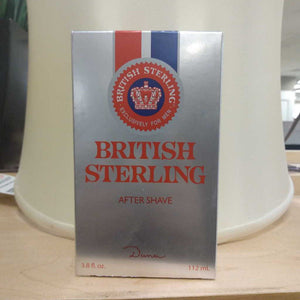 BRITISH STERLING
EXCLUSIVELY FOR MEN
BRITISH
STERLING
AFTER SHAVE
Dana
3.8 fl. oz. 112 mL